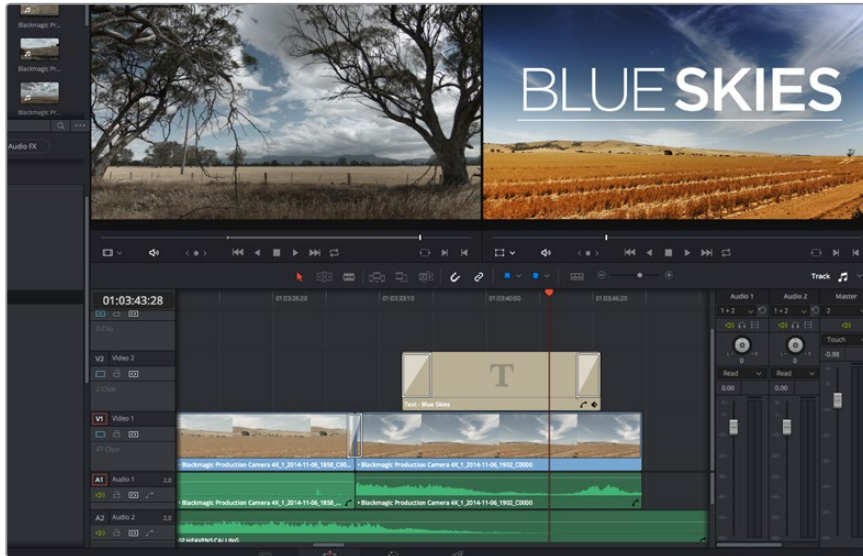 Blackmagic Pr...
Blackmagic Pr...
Blackmagic Pr...
Audio FX
BLUE SKIES
Track
01:03:43:28
01:03:26:20
01:03:33:10
01:03:40:00
01:03:46:20
0 Clip
V2 Video 2
2 Clips
T
Text - Blue Skies
V1 Video 1
47 Clips
• Blackmagic Production Camera 4K_1_2014-11-06_1858_C00...
• Blackmagic Production Camera 4K_1_2014-11-06_1902_C0000
A1 Audio 1 2.0
• Blackmagic Production Camera 4K_1_2014-11-06_1858_...
• Blackmagic Production Camera 4K_1_2014-11-06_1902_C0000
A2 Audio 2 2.0
02 HEAVENS CALLING
Audio 1 Audio 2 Master
1 + 2 1 + 2 2
L R L R
0 0
Touch
Read Read -0.98
0.00 0.00